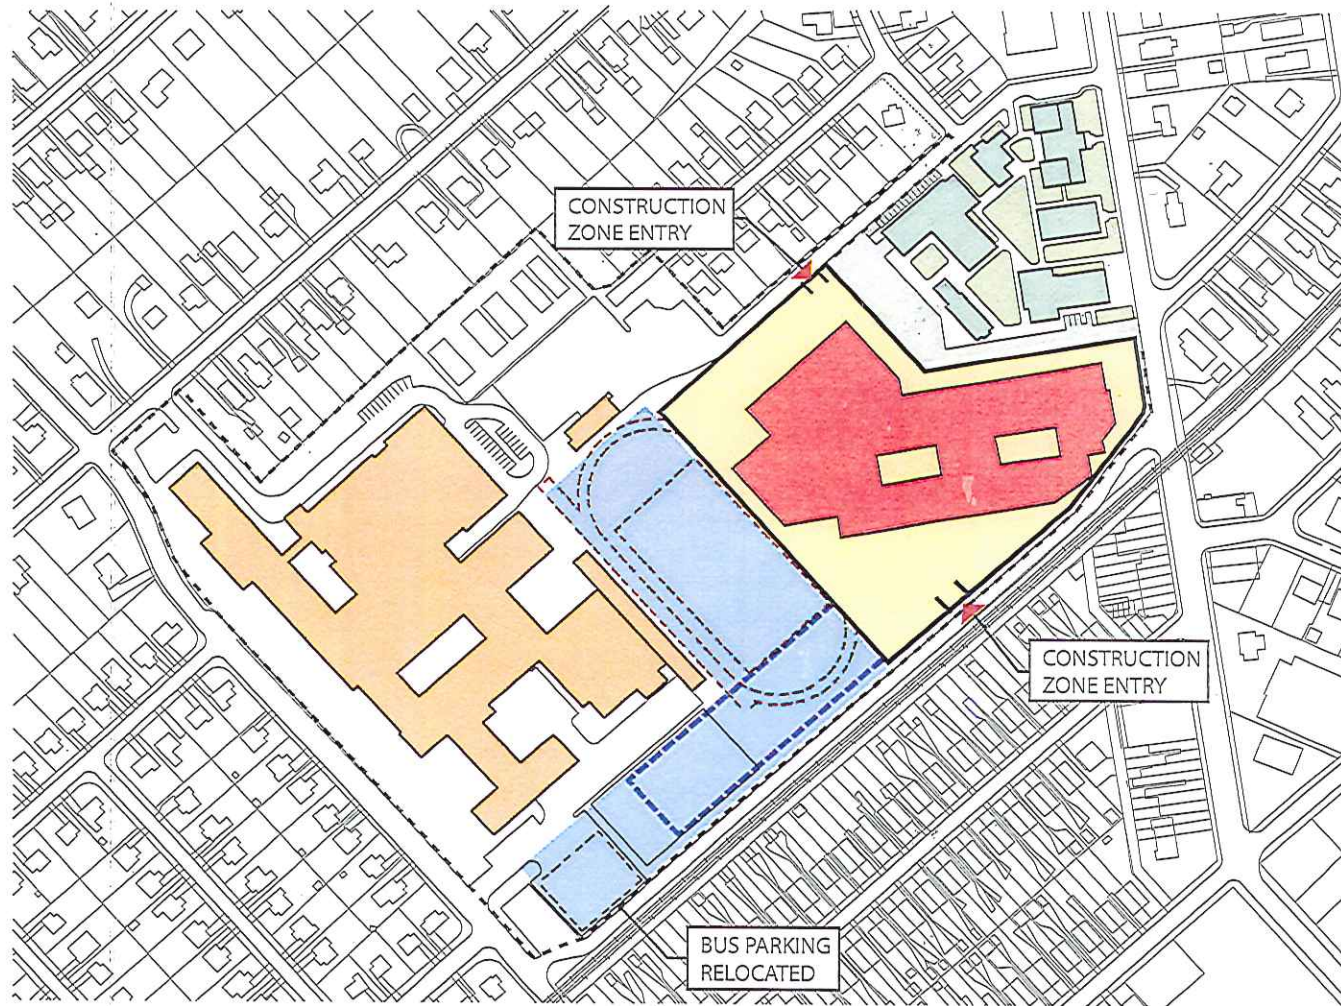 CONSTRUCTION
ZONE ENTRY
CONSTRUCTION
ZONE ENTRY
BUS PARKING
RELOCATED